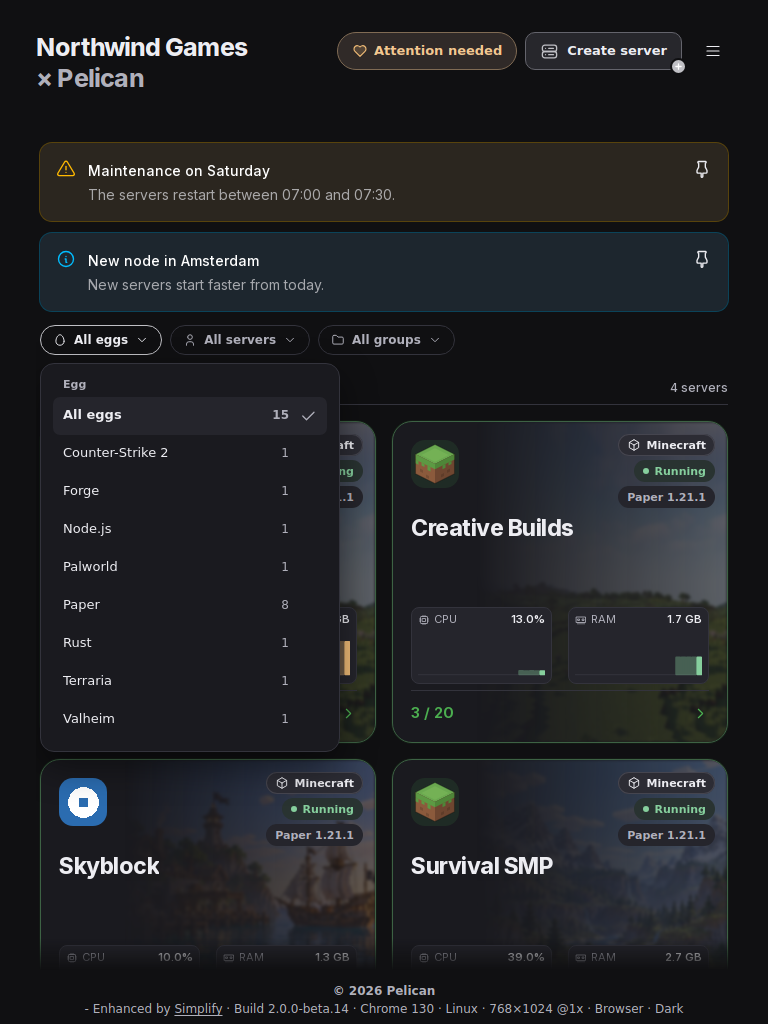 Northwind Games
× Pelican
Attention needed
Create server
Maintenance on Saturday
The servers restart between 07:00 and 07:30.
New node in Amsterdam
New servers start faster from today.
All eggs
All servers
All groups
4 servers
Egg
All eggs 15
Counter-Strike 2 1
Forge 1
Node.js 1
Palworld 1
Paper 8
Rust 1
Terraria 1
Valheim 1
Minecraft
Running
Paper 1.21.1
Creative Builds
CPU 13.0%
RAM 1.7 GB
3 / 20
Minecraft
Running
Paper 1.21.1
Skyblock
CPU 10.0%
RAM 1.3 GB
Minecraft
Running
Paper 1.21.1
Survival SMP
CPU 39.0%
RAM 2.7 GB
© 2026 Pelican
- Enhanced by Simplify · Build 2.0.0-beta.14 · Chrome 130 · Linux · 768×1024 @1x · Browser · Dark